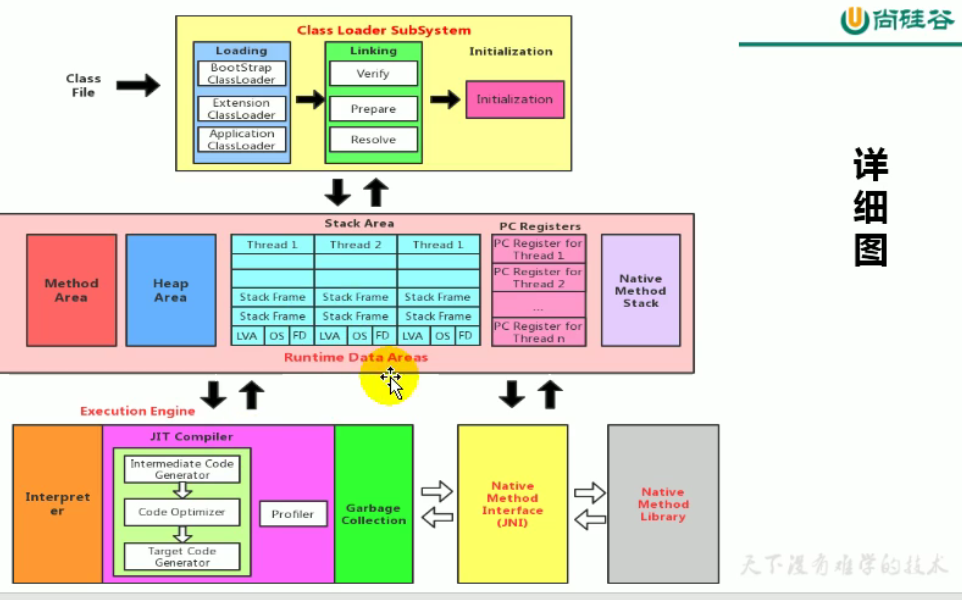 尚硅谷
Class Loader SubSystem
Loading
Linking
Initialization
BootStrap
ClassLoader
Extension
ClassLoader
Application
ClassLoader
Verify
Prepare
Resolve
Initialization
Class
File
详
细
图
Stack Area
PC Registers
Method
Area
Heap
Area
Thread 1
Thread 2
Thread 1
Stack Frame
Stack Frame
Stack Frame
Stack Frame
Stack Frame
Stack Frame
LVA
OS
FD
LVA
OS
FD
LVA
OS
FD
PC Register for
Thread 1
PC Register for
Thread 2
...
PC Register for
Thread n
Native
Method
Stack
Runtime Data Areas
Execution Engine
Interpret
er
JIT Compiler
Intermediate Code
Generator
Code Optimizer
Target Code
Generator
Profiler
Garbage
Collection
Native
Method
Interface
(JNI)
Native
Method
Library
天下没有难学的技术